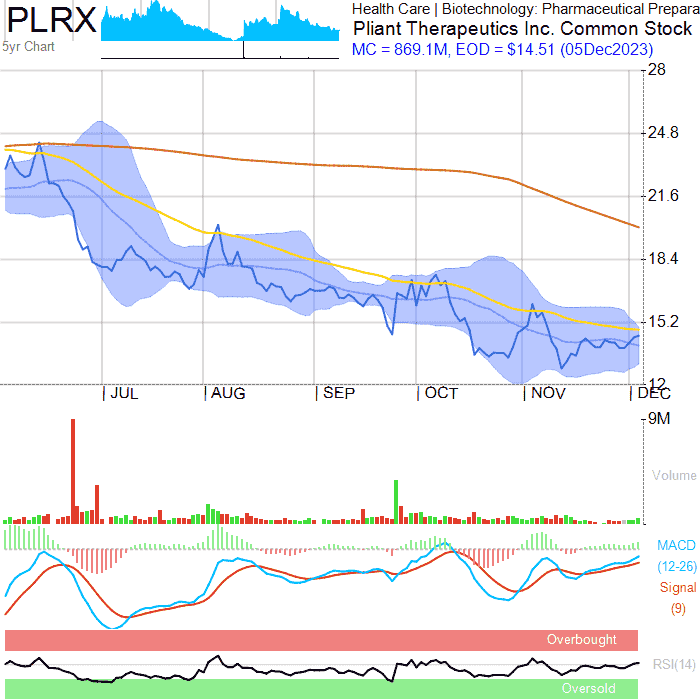 PLRX
Health Care | Biotechnology: Pharmaceutical Prepara
Pliant Therapeutics Inc. Common Stock
5yr Chart
MC = 869.1M, EOD = $14.51 (05Dec2023)
28
24.8
21.6
18.4
15.2
12
JUL AUG SEP OCT NOV DEC
9M
Volume
MACD
(12-26)
Signal
(9)
Overbought
RSI(14)
Oversold